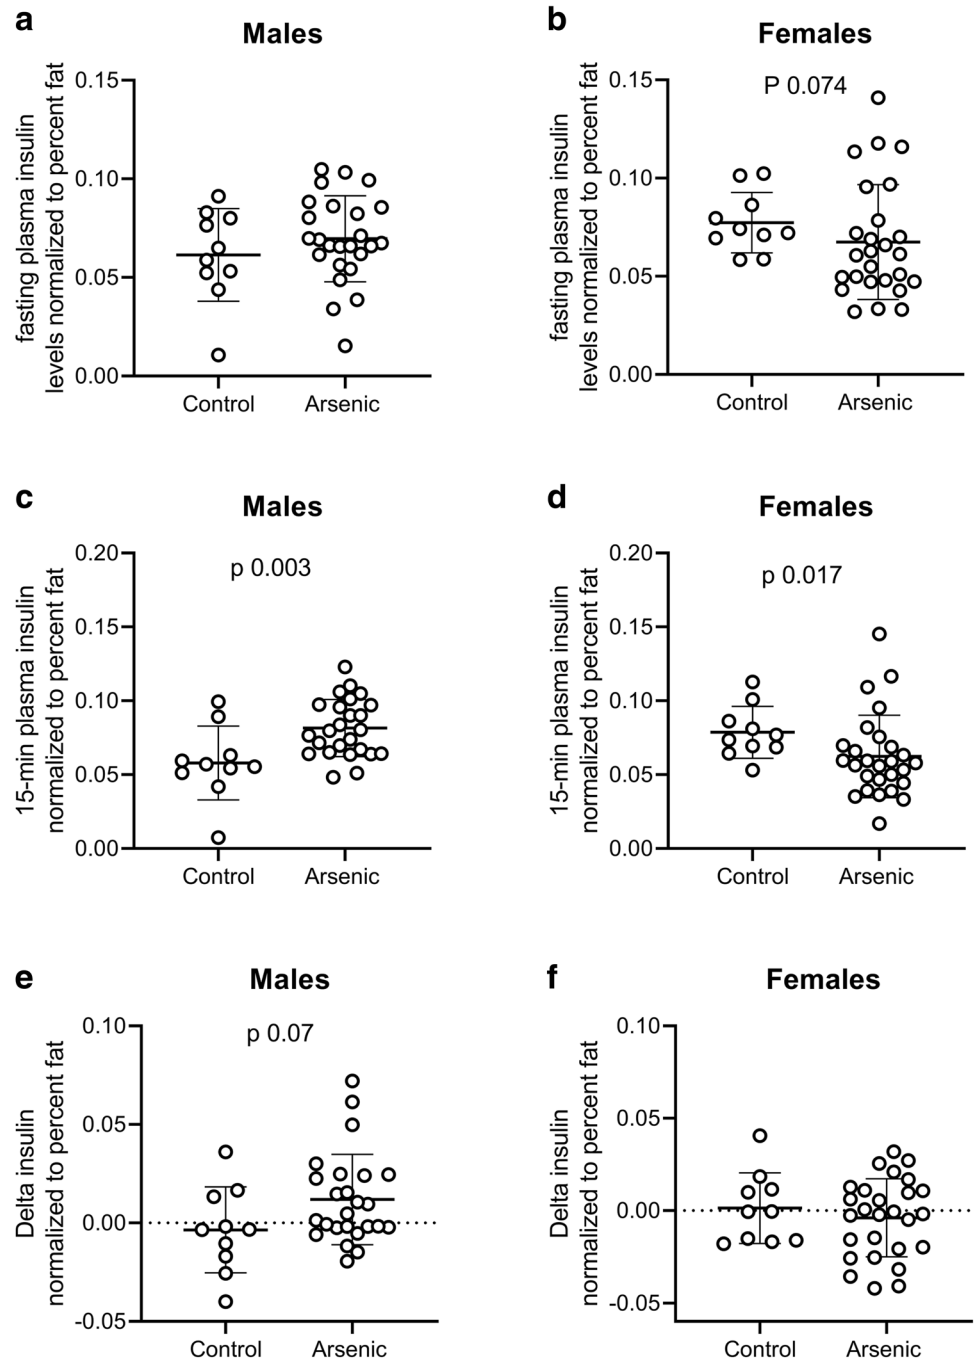 a
Males
fasting plasma insulin
levels normalized to percent fat
0.15
0.10
0.05
0.00
Control
Arsenic
b
Females
fasting plasma insulin
levels normalized to percent fat
P 0.074
0.15
0.10
0.05
0.00
Control
Arsenic
c
Males
15-min plasma insulin
normalized to percent fat
p 0.003
0.20
0.15
0.10
0.05
0.00
Control
Arsenic
d
Females
15-min plasma insulin
normalized to percent fat
p 0.017
0.20
0.15
0.10
0.05
0.00
Control
Arsenic
e
Males
Delta insulin
normalized to percent fat
p 0.07
0.10
0.05
0.00
-0.05
Control
Arsenic
f
Females
Delta insulin
normalized to percent fat
0.10
0.05
0.00
-0.05
Control
Arsenic